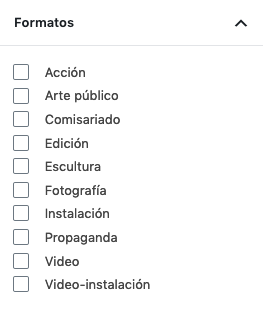 Formatos
Acción
Arte público
Comisariado
Edición
Escultura
Fotografía
Instalación
Propaganda
Video
Video-instalación